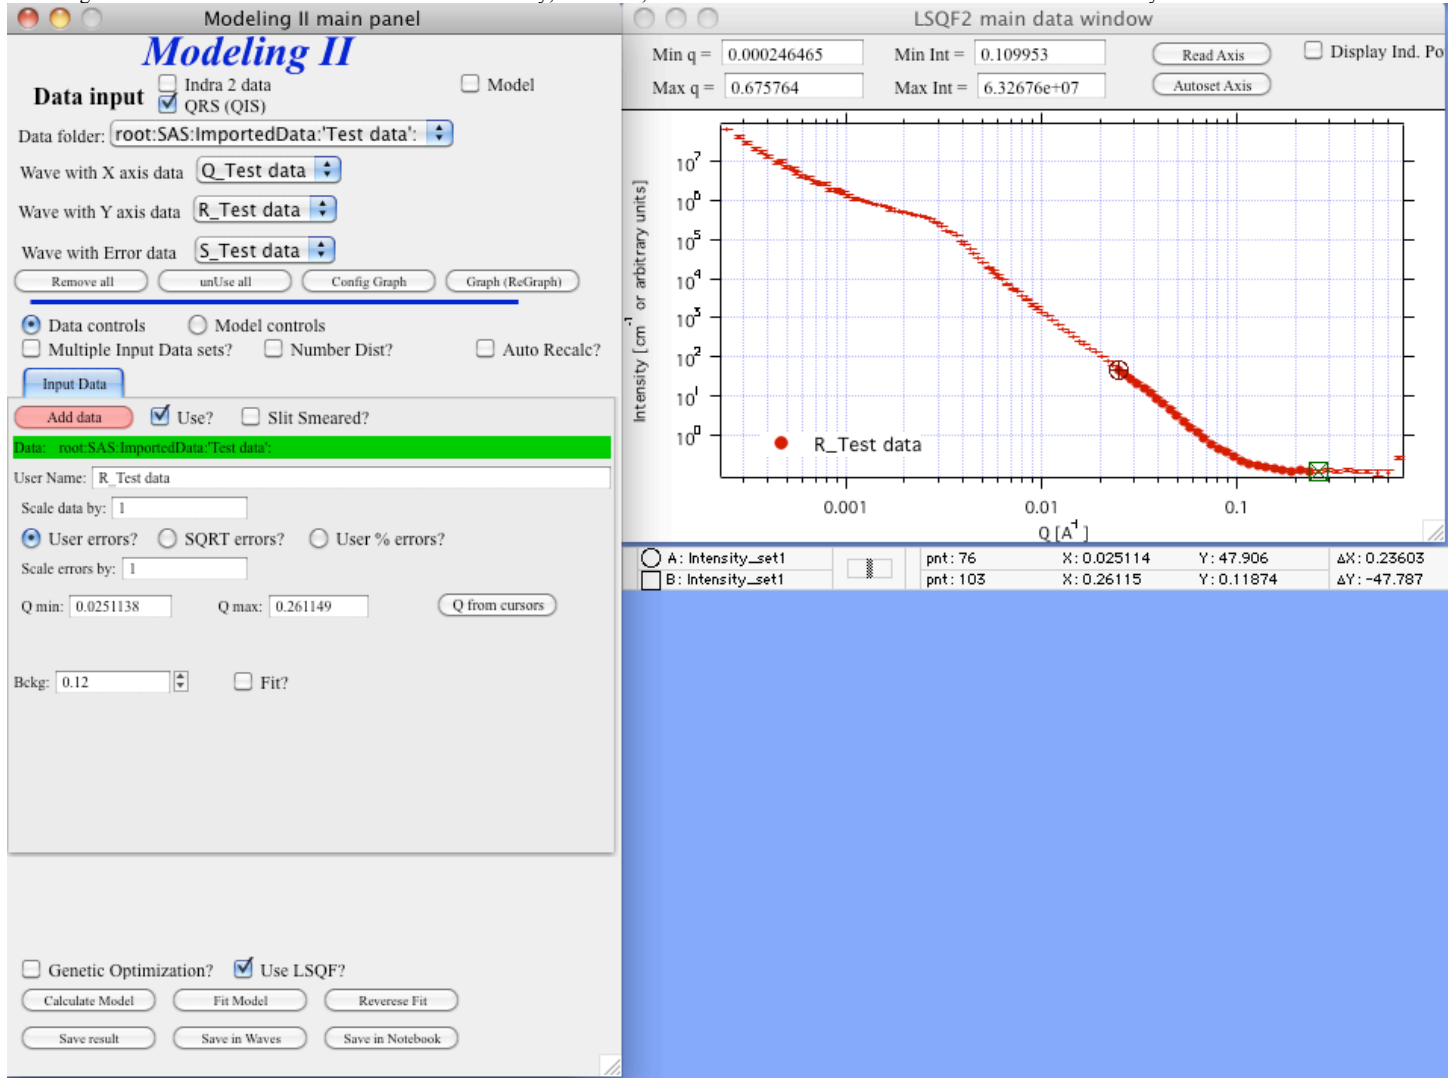 Modeling II main panel
Modeling II
Data input
Indra 2 data
QRS (QIS)
Model
Data folder: root:SAS:ImportedData:'Test data':
Wave with X axis data Q_Test data
Wave with Y axis data R_Test data
Wave with Error data S_Test data
Remove all unUse all Config Graph Graph (ReGraph)
Data controls Model controls
Multiple Input Data sets? Number Dist? Auto Recalc?
Input Data
Add data Use? Slit Smeared?
Data: root:SAS:ImportedData:'Test data':
User Name: R_Test data
Scale data by: 1
User errors? SQRT errors? User % errors?
Scale errors by: 1
Q min: 0.0251138 Q max: 0.261149 Q from cursors
Bckg: 0.12 Fit?
Genetic Optimization? Use LSQF?
Calculate Model Fit Model Reverese Fit
Save result Save in Waves Save in Notebook
LSQF2 main data window
Min q = 0.000246465 Min Int = 0.109953 Read Axis Display Ind. Po
Max q = 0.675764 Max Int = 6.32676e+07 Autoset Axis
Intensity [cm⁻¹ or arbitrary units]
10⁷
10⁶
10⁵
10⁴
10³
10²
10¹
10⁰
R_Test data
0.001 0.01 0.1
Q [A⁻¹]
A: Intensity_set1 pnt: 76 X: 0.025114 Y: 47.906 ΔX: 0.23603
B: Intensity_set1 pnt: 103 X: 0.26115 Y: 0.11874 ΔY: -47.787